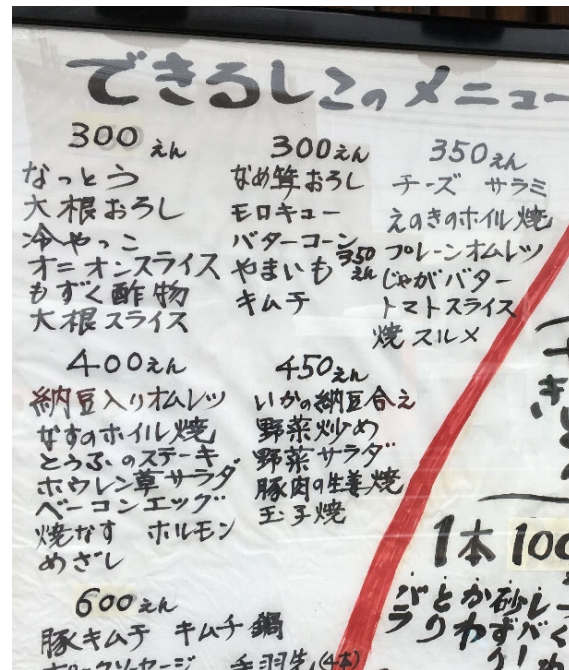 できるしこのメニュー
300えん
なっとう
大根おろし
冷やっこ
オニオンスライス
もずく酢物
大根スライス
300えん
なめ茸おろし
モロキュー
バターコーン
やまいも 350えん
キムチ
350えん
チーズ サラミ
えのきのホイル焼
プレーンオムレツ
じゃがバター
トマトスライス
焼スルメ
400えん
納豆入りオムレツ
なすのホイル焼
とうふのステーキ
ホウレン草サラダ
ベーコンエッグ
焼なす ホルモン
めざし
450えん
いかの納豆合え
野菜炒め
野菜サラダ
豚肉の生姜焼
玉子焼
600えん
豚キムチ キムチ鍋
ポークソーセージ 手羽先(4本)
1本 100